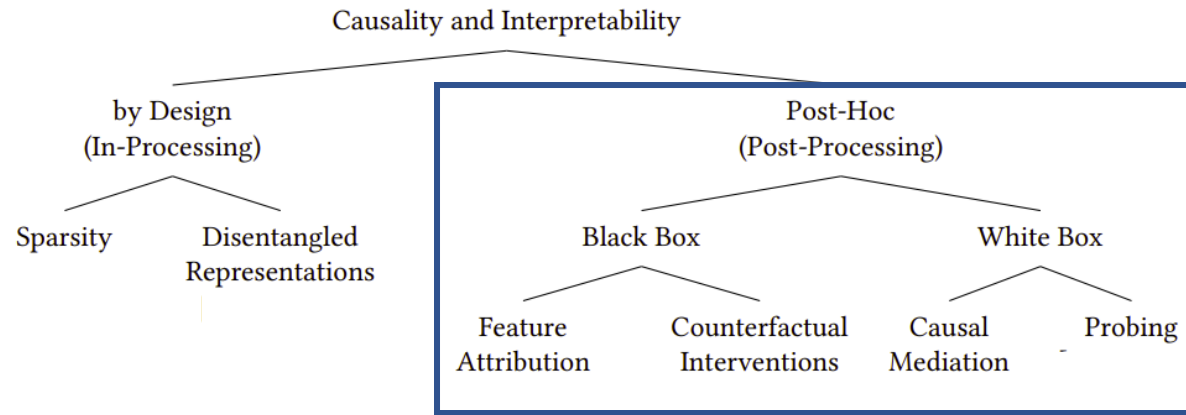 Causality and Interpretability
by Design
(In-Processing)
Post-Hoc
(Post-Processing)
Sparsity
Disentangled
Representations
Black Box
White Box
Feature
Attribution
Counterfactual
Interventions
Causal
Mediation
Probing